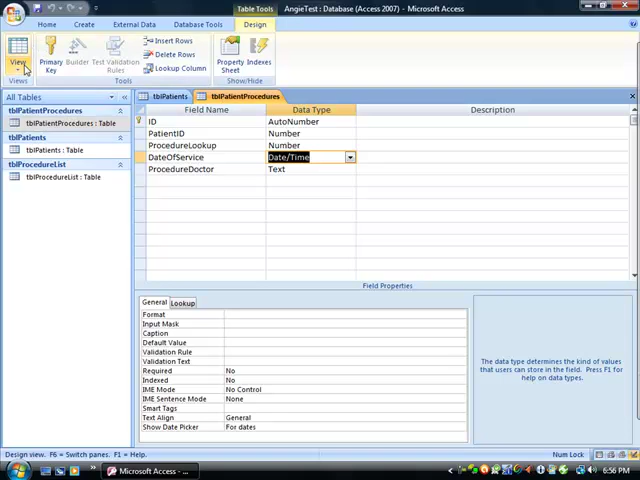 Table Tools
AngieTest : Database (Access 2007) - Microsoft Access
Home
Create
External Data
Database Tools
Design
View
Primary Key
Builder
Test Validation Rules
Insert Rows
Delete Rows
Lookup Column
Property Sheet
Indexes
Views
Tools
Show/Hide
All Tables
tblPatientProcedures
tblPatientProcedures : Table
tblPatients
tblPatients : Table
tblProcedureList
tblProcedureList : Table
tblPatients
tblPatientProcedures
Field Name
Data Type
Description
ID
AutoNumber
PatientID
Number
ProcedureLookup
Number
DateOfService
Date/Time
ProcedureDoctor
Text
Field Properties
General
Lookup
Format
Input Mask
Caption
Default Value
Validation Rule
Validation Text
Required
No
Indexed
No
IME Mode
No Control
IME Sentence Mode
None
Smart Tags
Text Align
General
Show Date Picker
For dates
The data type determines the kind of values
that users can store in the field. Press F1 for
help on data types.
Design view. F6 = Switch panes. F1 = Help.
Num Lock
Microsoft Access - ...
6:56 PM